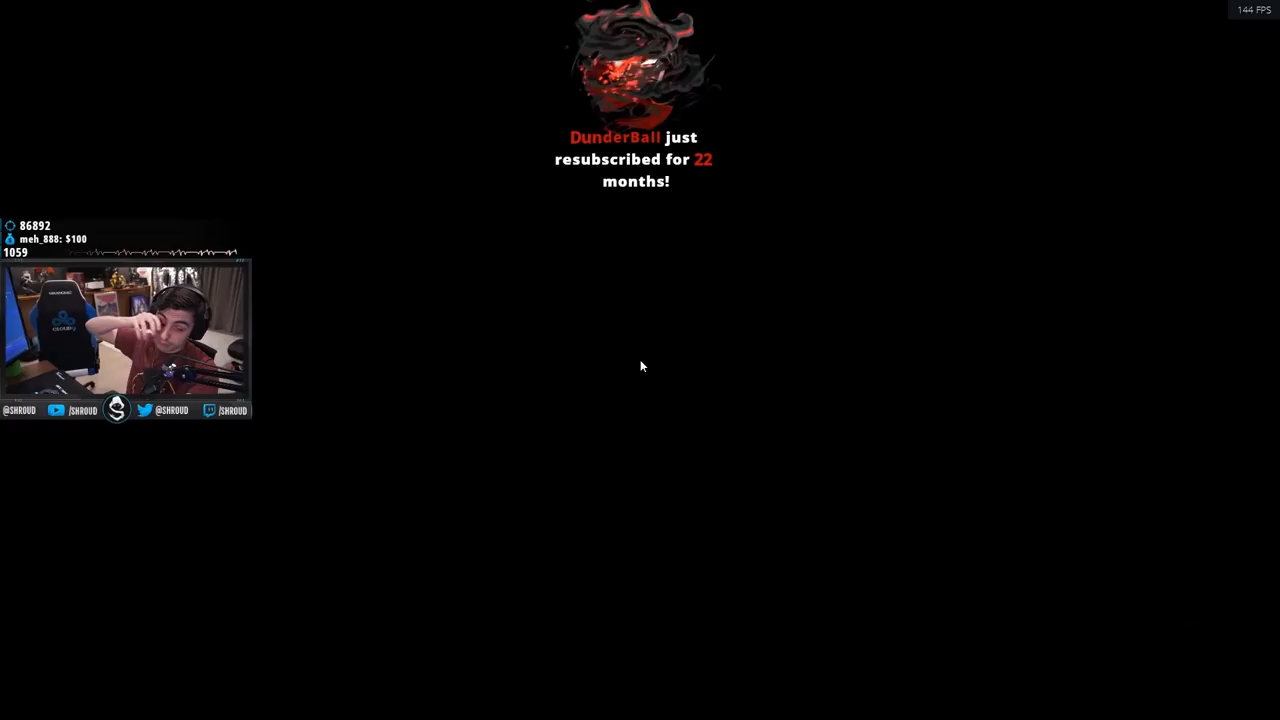 144 FPS
DunderBall just
resubscribed for 22
months!
86892
meh_888: $100
1059
@SHROUD /SHROUD @SHROUD /SHROUD